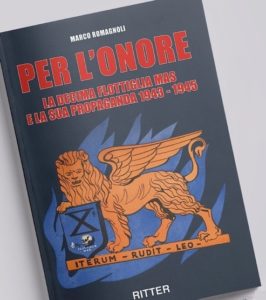 MARCO ROMAGNOLI
PER L'ONORE
LA DECIMA FLOTTIGLIA MAS
E LA SUA PROPAGANDA 1943 - 1945
X
ITERUM - RUDIT - LEO -
RITTER